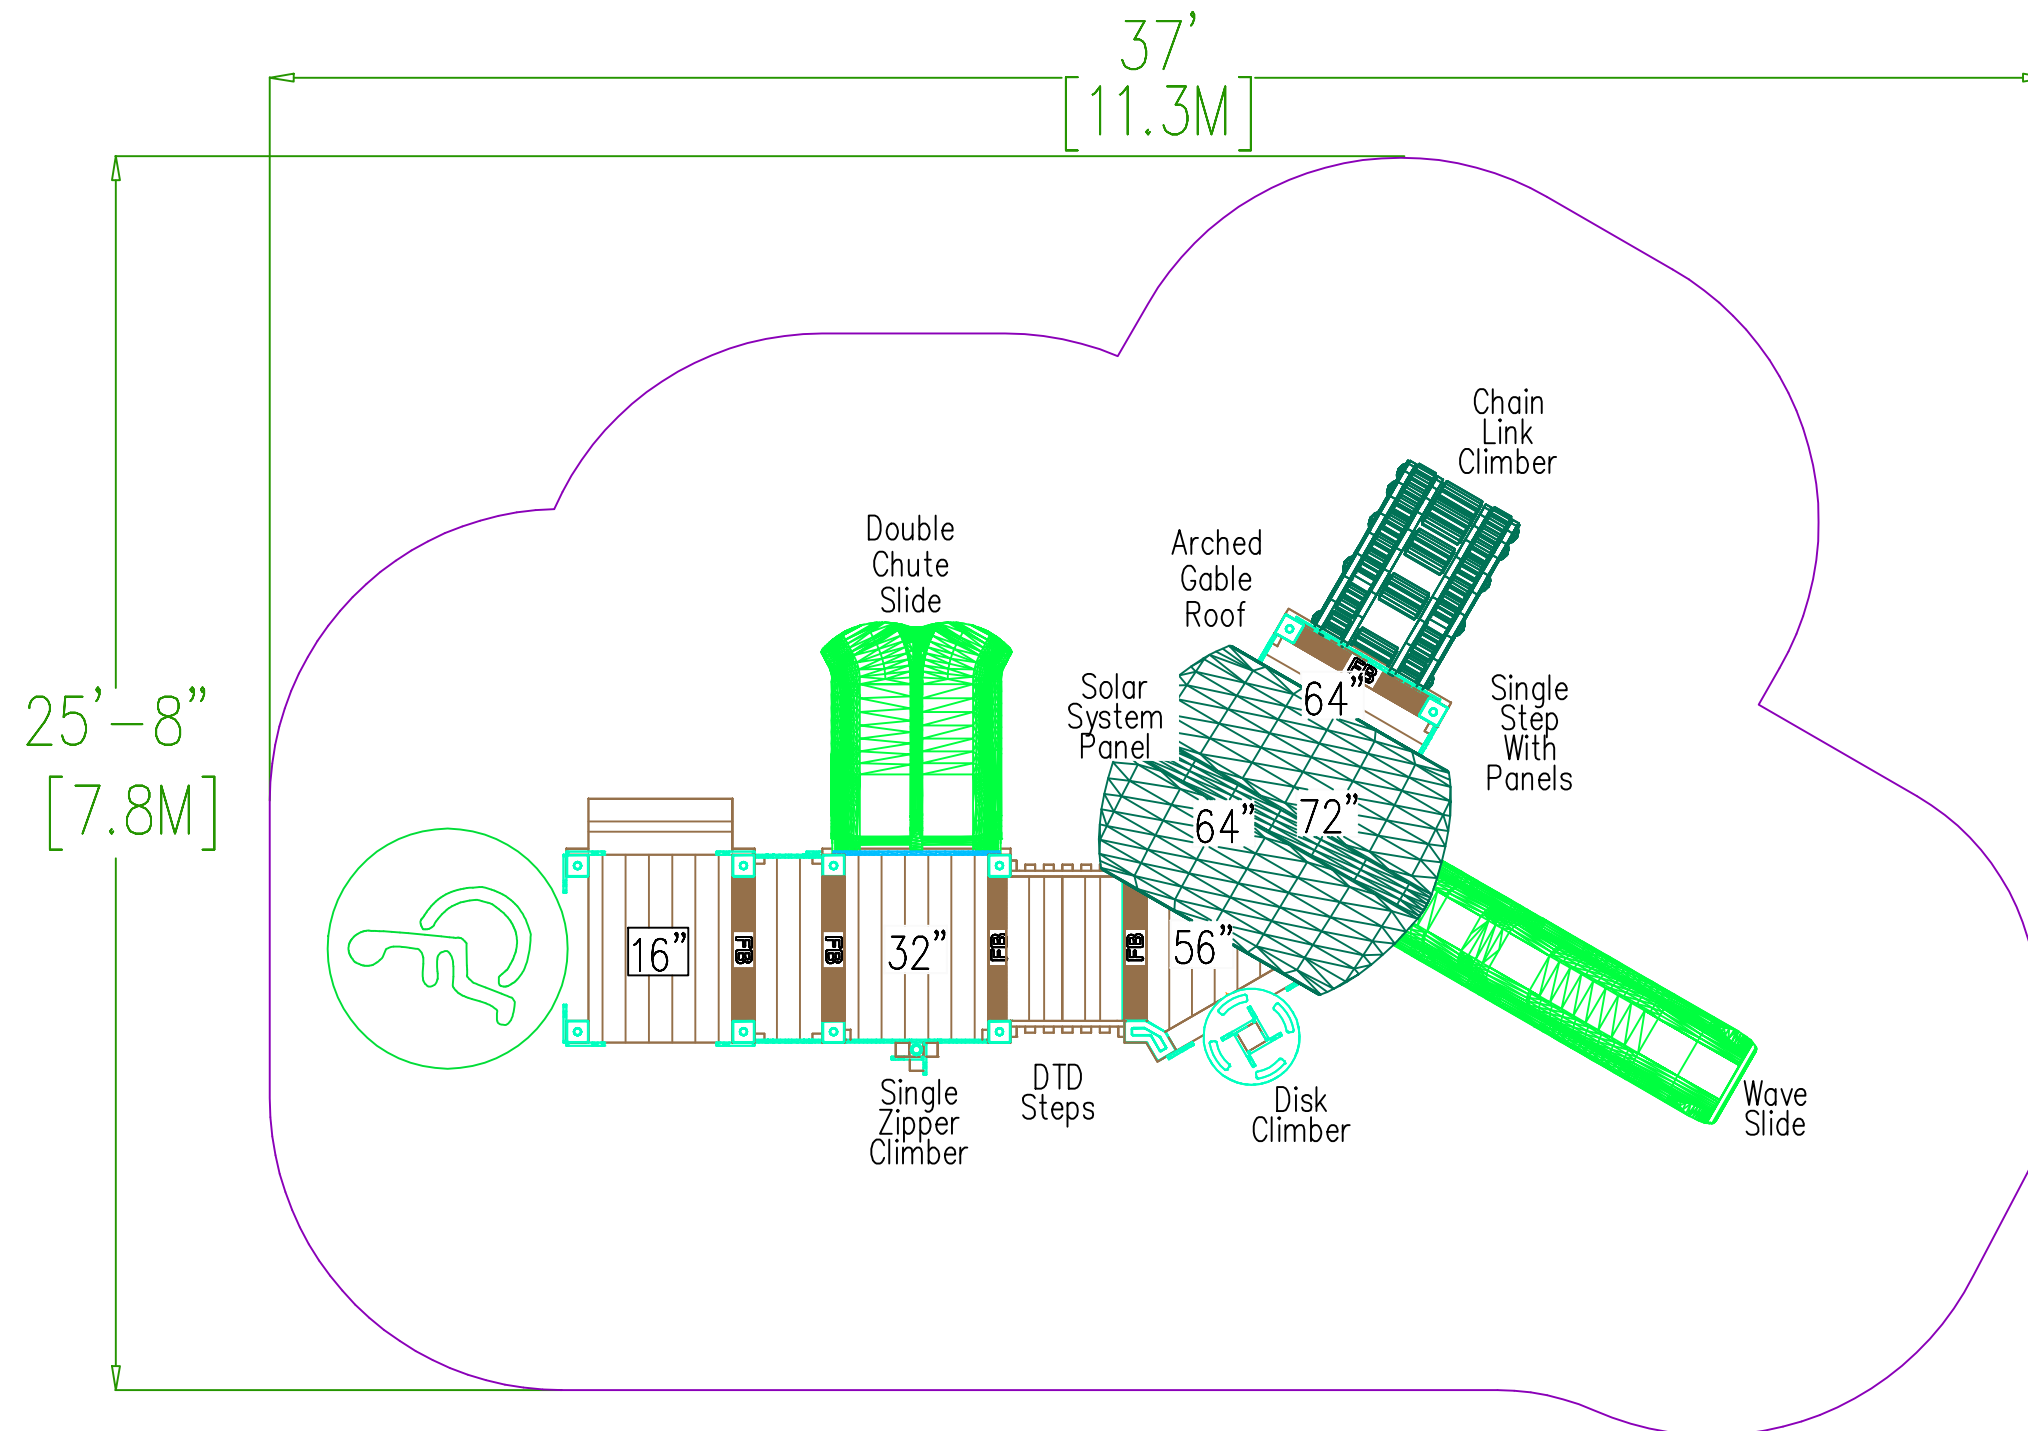 37'
[11.3M]
25'-8"
[7.8M]
Chain
Link
Climber
Double
Chute
Slide
Arched
Gable
Roof
Solar
System
Panel
Single
Step
With
Panels
FB
64"
72"
64"
16"
FB
FB
32"
FB
FB
56"
Single
Zipper
Climber
DTD
Steps
Disk
Climber
Wave
Slide